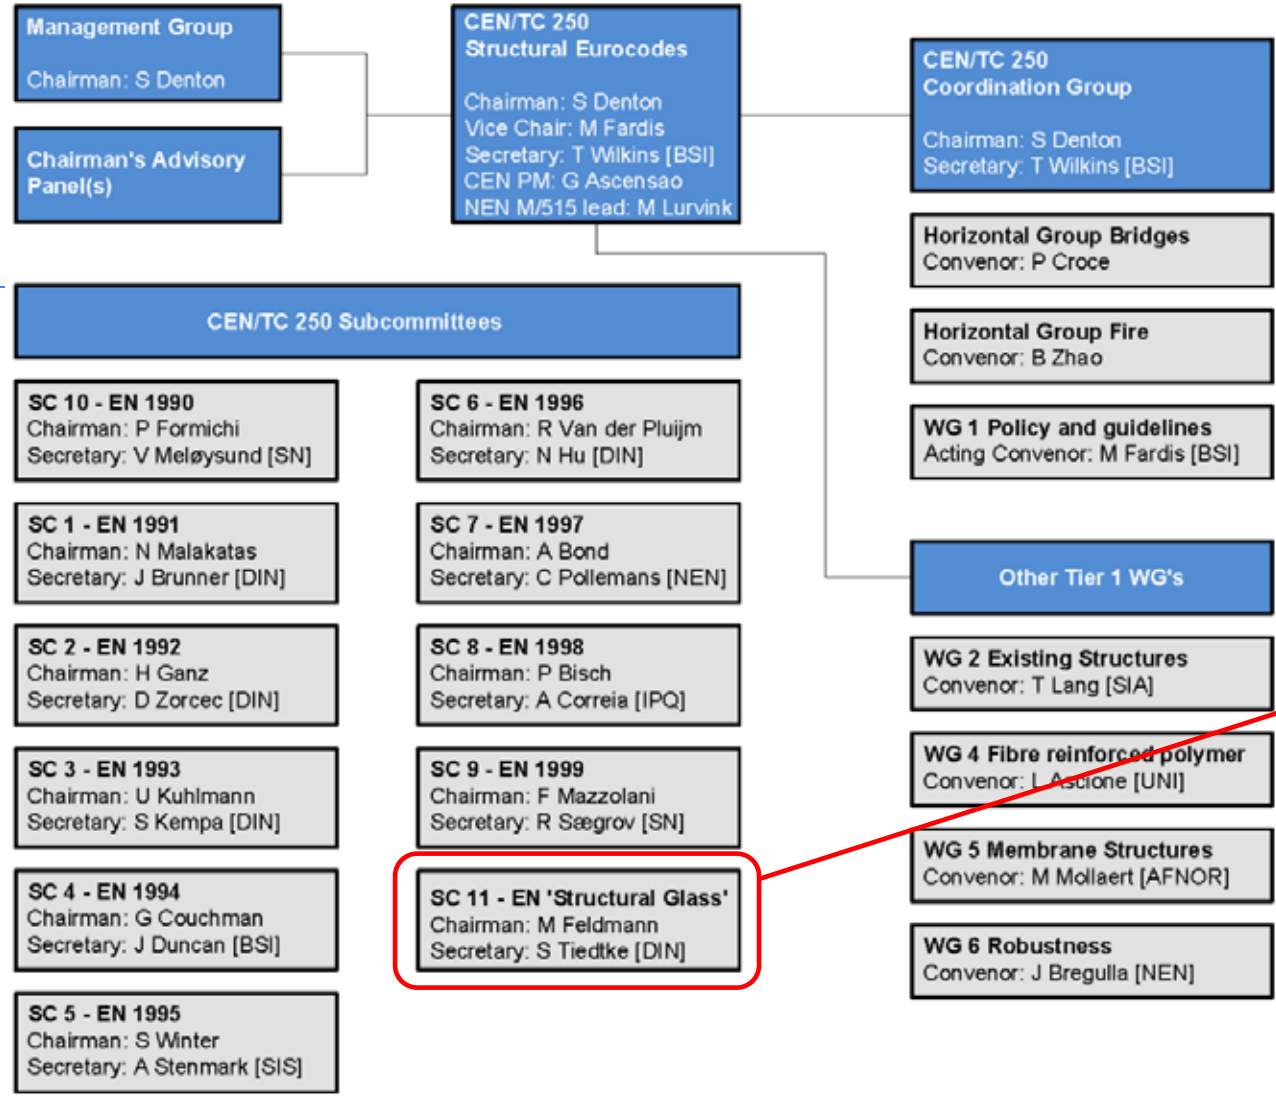 Management Group
Chairman: S Denton
Chairman's Advisory
Panel(s)
CEN/TC 250
Structural Eurocodes
Chairman: S Denton
Vice Chair: M Fardis
Secretary: T Wilkins [BSI]
CEN PM: G Ascensao
NEN M/515 lead: M Lurvink
CEN/TC 250
Coordination Group
Chairman: S Denton
Secretary: T Wilkins [BSI]
Horizontal Group Bridges
Convenor: P Croce
Horizontal Group Fire
Convenor: B Zhao
WG 1 Policy and guidelines
Acting Convenor: M Fardis [BSI]
CEN/TC 250 Subcommittees
SC 10 - EN 1990
Chairman: P Formichi
Secretary: V Meløysund [SN]
SC 1 - EN 1991
Chairman: N Malakatas
Secretary: J Brunner [DIN]
SC 2 - EN 1992
Chairman: H Ganz
Secretary: D Zorcec [DIN]
SC 3 - EN 1993
Chairman: U Kuhlmann
Secretary: S Kempa [DIN]
SC 4 - EN 1994
Chairman: G Couchman
Secretary: J Duncan [BSI]
SC 5 - EN 1995
Chairman: S Winter
Secretary: A Stenmark [SIS]
SC 6 - EN 1996
Chairman: R Van der Pluijm
Secretary: N Hu [DIN]
SC 7 - EN 1997
Chairman: A Bond
Secretary: C Pollemans [NEN]
SC 8 - EN 1998
Chairman: P Bisch
Secretary: A Correia [IPQ]
SC 9 - EN 1999
Chairman: F Mazzolani
Secretary: R Sægrov [SN]
SC 11 - EN 'Structural Glass'
Chairman: M Feldmann
Secretary: S Tiedtke [DIN]
Other Tier 1 WG's
WG 2 Existing Structures
Convenor: T Lang [SIA]
WG 4 Fibre reinforced polymer
Convenor: L Ascione [UNI]
WG 5 Membrane Structures
Convenor: M Mollaert [AFNOR]
WG 6 Robustness
Convenor: J Bregulla [NEN]